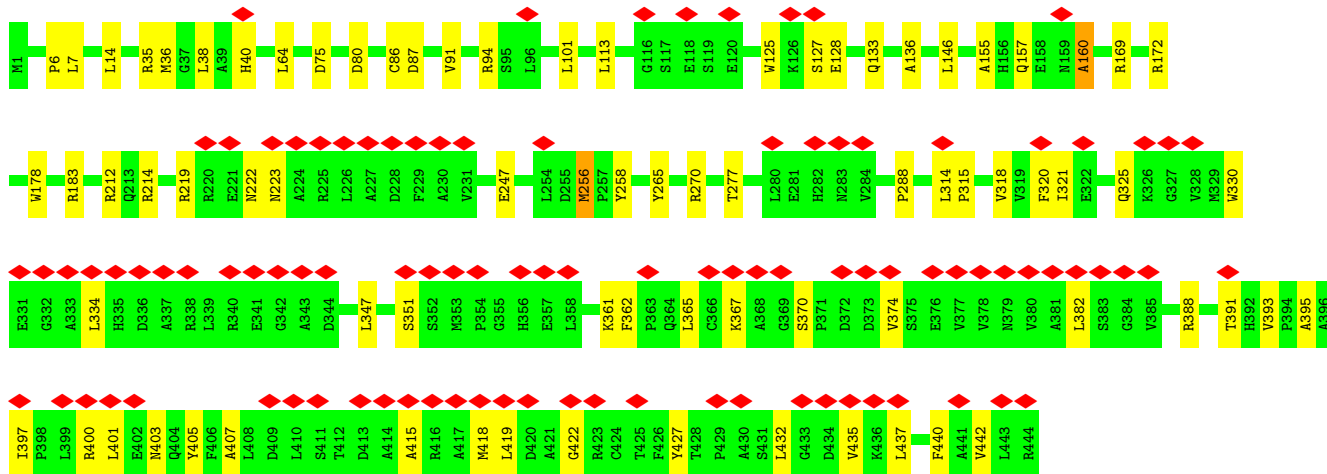 M1 P6 L7 L14 R35 M36 G37 L38 A39 H40 L64 D75 D80 C86 D87 V91 R94 S95 L96 L101 L113 G116 S117 E118 S119 E120 W125 K126 S127 E128 Q133 A136 L146 A155 H156 Q157 E158 N159 A160 R169 R172
W178 R183 R212 Q213 R214 R219 R220 E221 N222 N223 A224 R225 L226 A227 D228 F229 A230 V231 E247 L254 D255 M256 P257 Y258 Y265 R270 T277 L280 E281 H282 N283 V284 P288 L314 P315 V318 V319 F320 I321 E322 Q325 K326 G327 V328 M329 W330
E331 G332 A333 L334 H335 D336 A337 R338 L339 R340 E341 G342 A343 D344 L347 S351 S352 M353 P354 G355 H356 E357 L358 K361 F362 P363 Q364 L365 C366 K367 A368 G369 S370 P371 D372 D373 V374 S375 E376 V377 V378 N379 V380 A381 L382 S383 G384 V385 R388 T391 H392 V393 P394 A395 A396
I397 P398 L399 R400 L401 E402 N403 Q404 Y405 F406 A407 L408 D409 L410 S411 T412 D413 A414 A415 R416 A417 M418 L419 D420 A421 G422 R423 C424 T425 F426 Y427 T428 P429 A430 S431 L432 G433 D434 V435 K436 L437 F440 A441 V442 L443 R444